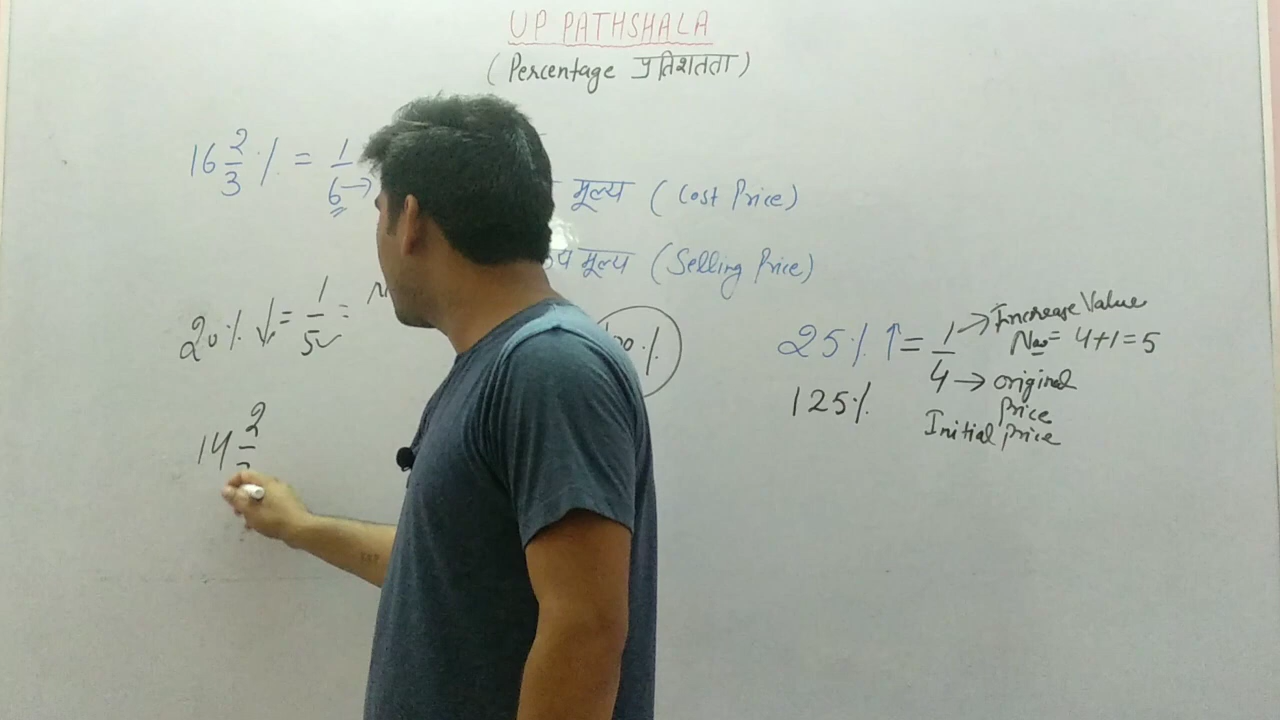 UP PATHSHALA
(Percentage प्रतिशतता)
16 2/3 % = 1/6 →
मूल्य (Cost Price)
मूल्य (Selling Price)
20% ↓ = 1/5 =
25% ↑ = 1/4
→ Increase Value
New = 4+1=5
→ original
price
Initial price
125%
14 2